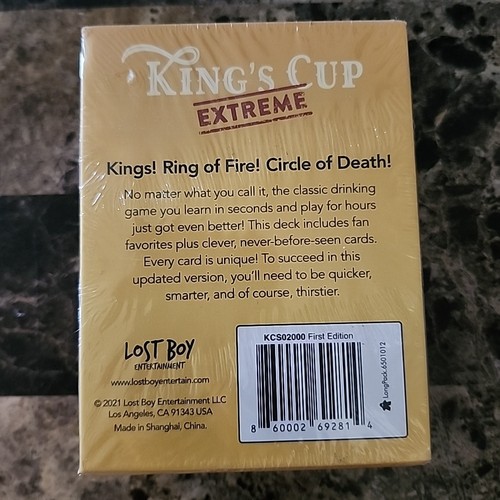 KING'S CUP
EXTREME
Kings! Ring of Fire! Circle of Death!
No matter what you call it, the classic drinking
game you learn in seconds and play for hours
just got even better! This deck includes fan
favorites plus clever, never-before-seen cards.
Every card is unique! To succeed in this
updated version, you'll need to be quicker,
smarter, and of course, thirstier.
LOST BOY
ENTERTAINMENT
www.lostboyentertain.com
© 2021 Lost Boy Entertainment LLC
Los Angeles, CA 91343 USA
Made in Shanghai, China.
KCS02000 First Edition
8 60002 69281 4
LongPack.6501012